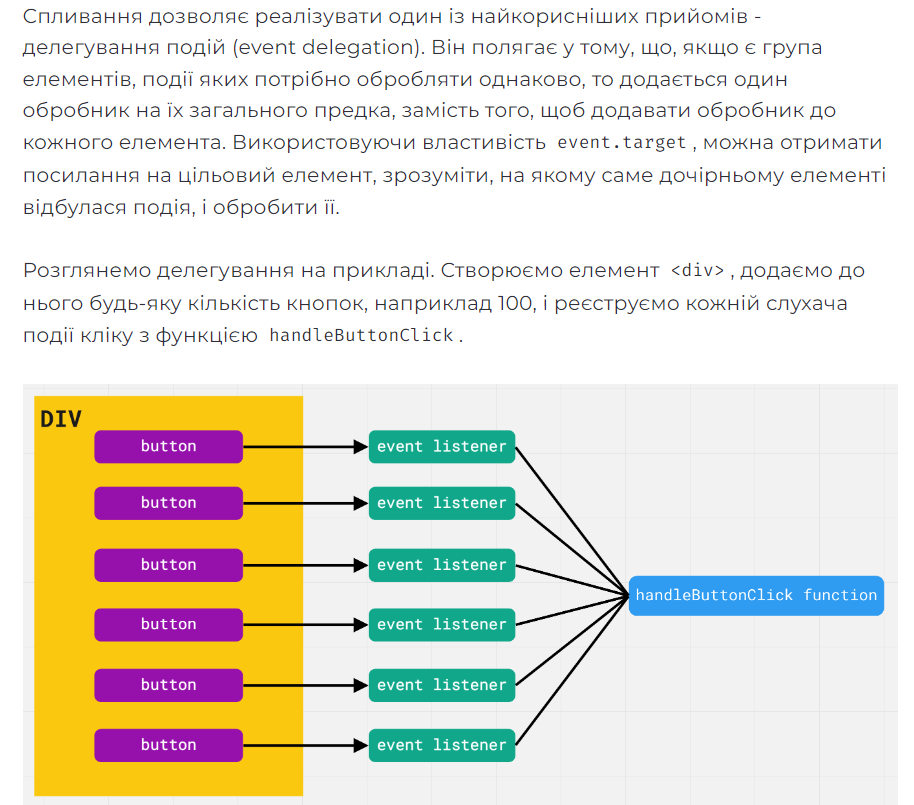 Спливання дозволяє реалізувати один із найкорисніших прийомів -
делегування подій (event delegation). Він полягає у тому, що, якщо є група
елементів, події яких потрібно обробляти однаково, то додається один
обробник на їх загального предка, замість того, щоб додавати обробник до
кожного елемента. Використовуючи властивість event.target , можна отримати
посилання на цільовий елемент, зрозуміти, на якому саме дочірньому елементі
відбулася подія, і обробити її.
Розглянемо делегування на прикладі. Створюємо елемент <div> , додаємо до
нього будь-яку кількість кнопок, наприклад 100, і реєструємо кожній слухача
події кліку з функцією handleButtonClick .
DIV
button event listener
button event listener
button event listener
handleButtonClick function
button event listener
button event listener
button event listener